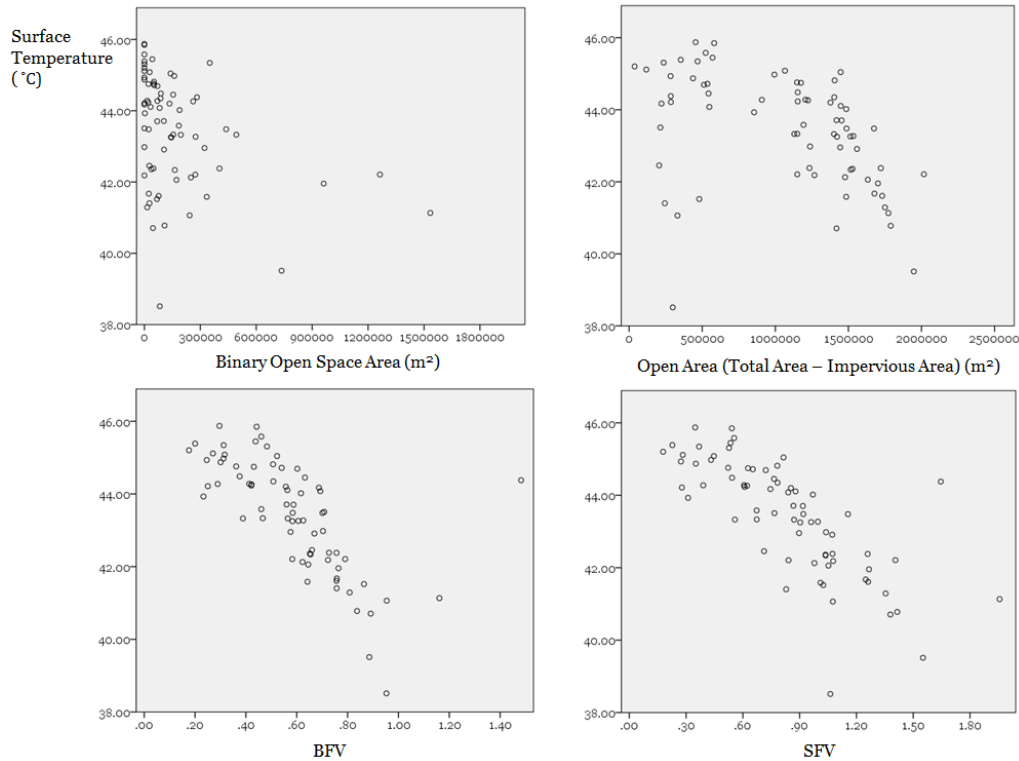 Surface
Temperature
( ˚C)
46.00
44.00
42.00
40.00
38.00
0 300000 600000 900000 1200000 1500000 1800000
Binary Open Space Area (m²)
46.00
44.00
42.00
40.00
38.00
0 500000 1000000 1500000 2000000 2500000
Open Area (Total Area – Impervious Area) (m²)
46.00
44.00
42.00
40.00
38.00
.00 .20 .40 .60 .80 1.00 1.20 1.40
BFV
46.00
44.00
42.00
40.00
38.00
.00 .30 .60 .90 1.20 1.50 1.80
SFV